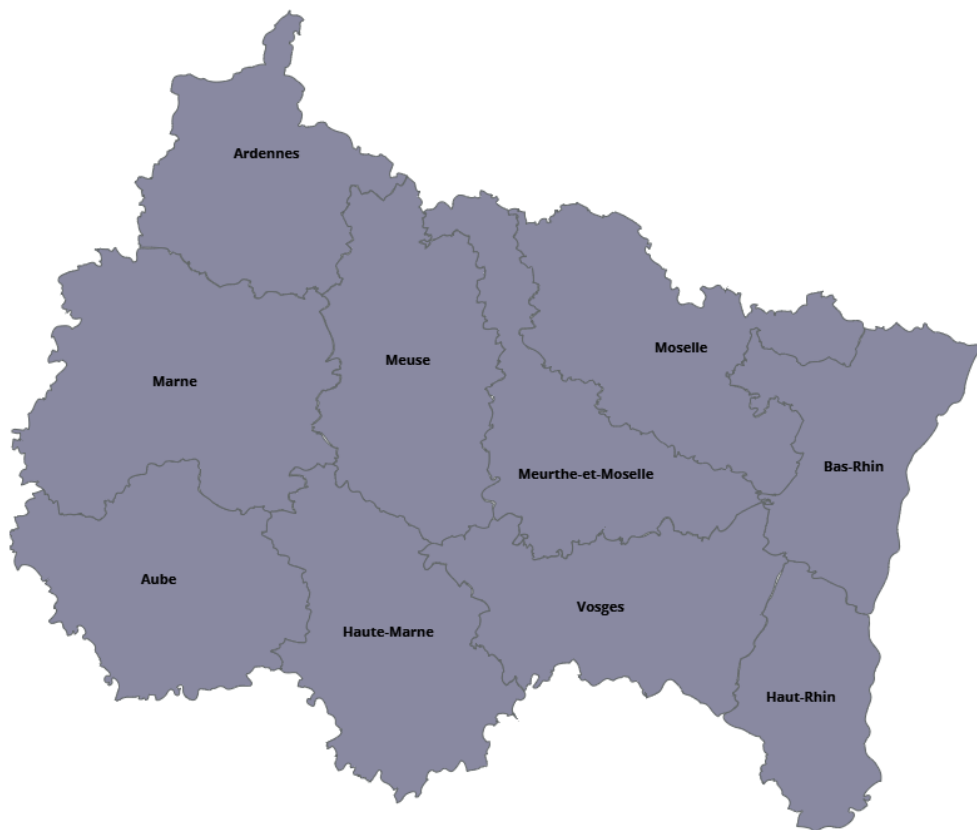 Ardennes
Meuse
Moselle
Marne
Bas-Rhin
Meurthe-et-Moselle
Aube
Vosges
Haute-Marne
Haut-Rhin